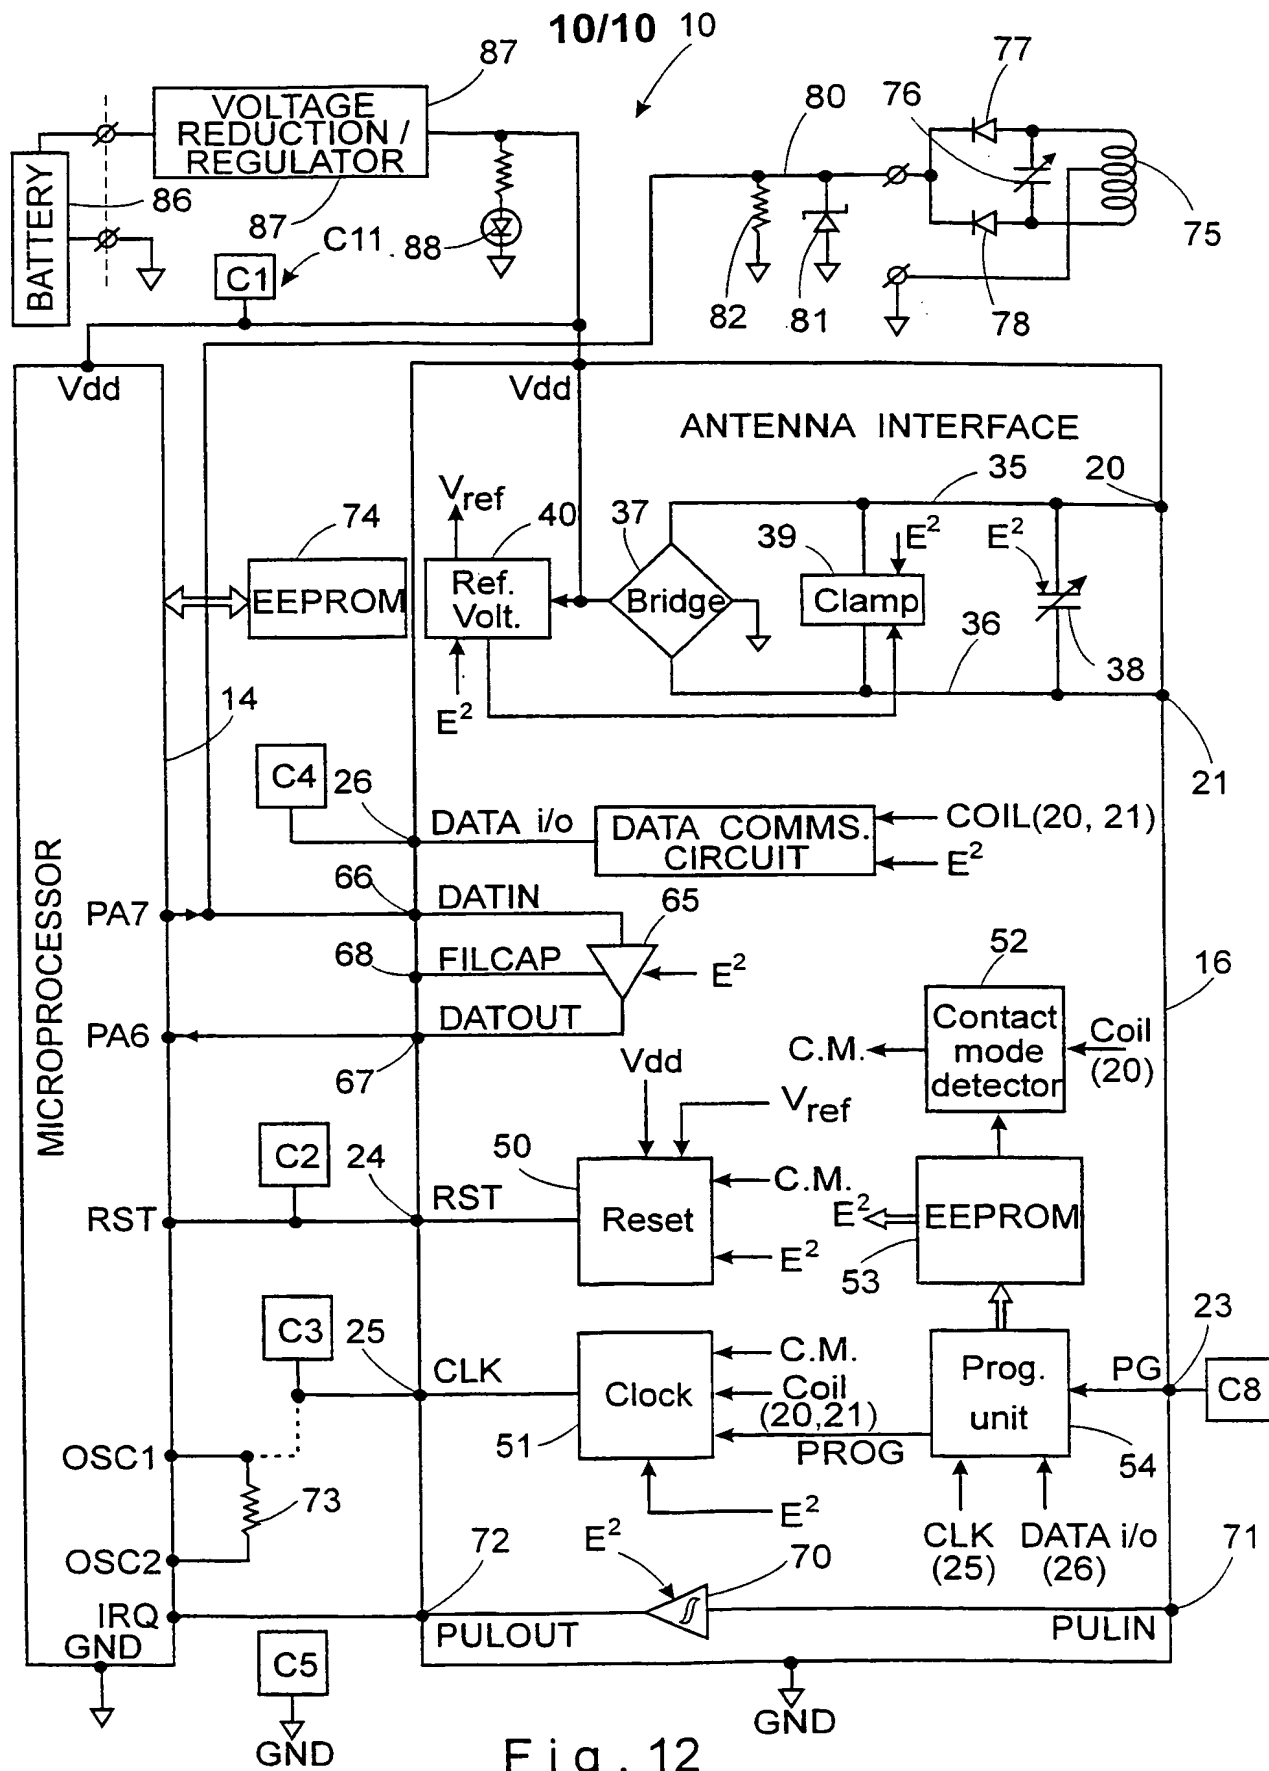 10/10
10
87
77
76
80
VOLTAGE
REDUCTION /
REGULATOR
BATTERY
86
87
C11
88
C1
82
81
75
78
Vdd
Vdd
ANTENNA INTERFACE
Vref
35
20
74
40
37
39
E²
E²
EEPROM
Ref.
Volt.
Bridge
Clamp
36
38
E²
14
21
C4
26
DATA i/o
DATA COMMS.
CIRCUIT
COIL(20, 21)
E²
MICROPROCESSOR
66
DATIN
65
PA7
68
FILCAP
E²
52
16
DATOUT
PA6
67
Contact
mode
detector
C.M.
Coil
(20)
Vdd
Vref
C2
24
50
C.M.
RST
RST
Reset
E²
EEPROM
E²
53
C3
25
23
CLK
Clock
C.M.
Coil
(20,21)
PROG
51
Prog.
unit
PG
C8
54
OSC1
73
E²
OSC2
E²
CLK
(25)
DATA i/o
(26)
72
70
71
IRQ
PULOUT
PULIN
GND
C5
GND
GND
Fig. 12